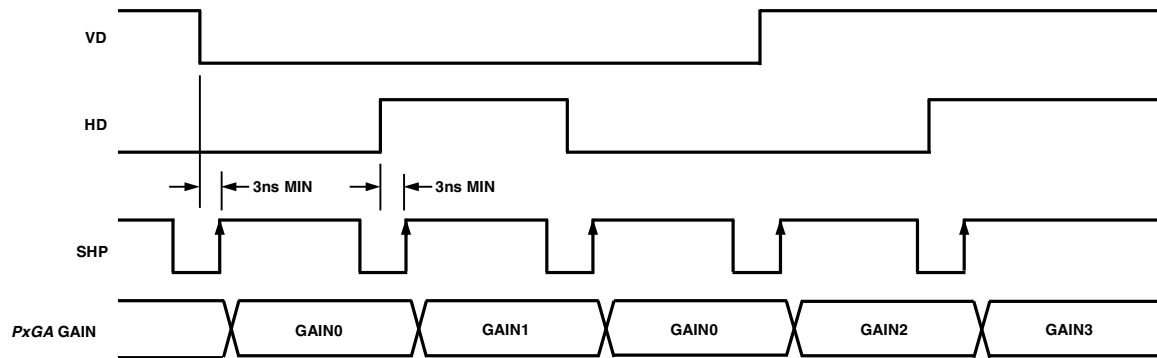 VD
HD
3ns MIN 3ns MIN
SHP
PxGA GAIN GAIN0 GAIN1 GAIN0 GAIN2 GAIN3